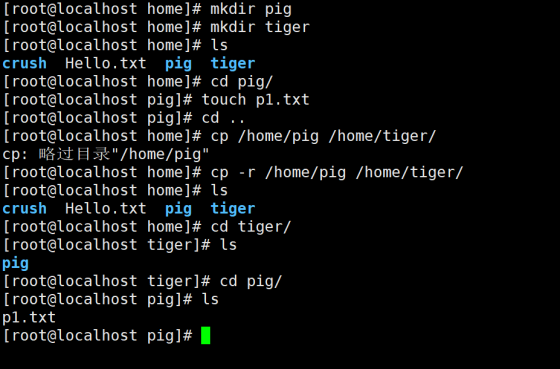 [root@localhost home]# mkdir pig
[root@localhost home]# mkdir tiger
[root@localhost home]# ls
crush  Hello.txt  pig  tiger
[root@localhost home]# cd pig/
[root@localhost pig]# touch p1.txt
[root@localhost pig]# cd ..
[root@localhost home]# cp /home/pig /home/tiger/
cp: 略过目录"/home/pig"
[root@localhost home]# cp -r /home/pig /home/tiger/
[root@localhost home]# ls
crush  Hello.txt  pig  tiger
[root@localhost home]# cd tiger/
[root@localhost tiger]# ls
pig
[root@localhost tiger]# cd pig/
[root@localhost pig]# ls
p1.txt
[root@localhost pig]#